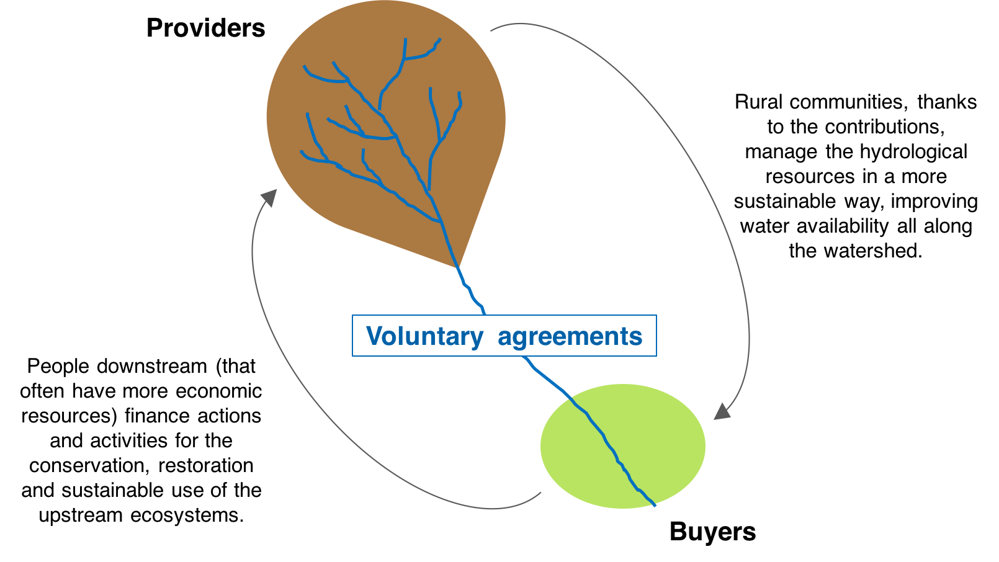 Providers
Rural communities, thanks
to the contributions,
manage the hydrological
resources in a more
sustainable way, improving
water availability all along
the watershed.
Voluntary agreements
People downstream (that
often have more economic
resources) finance actions
and activities for the
conservation, restoration
and sustainable use of the
upstream ecosystems.
Buyers